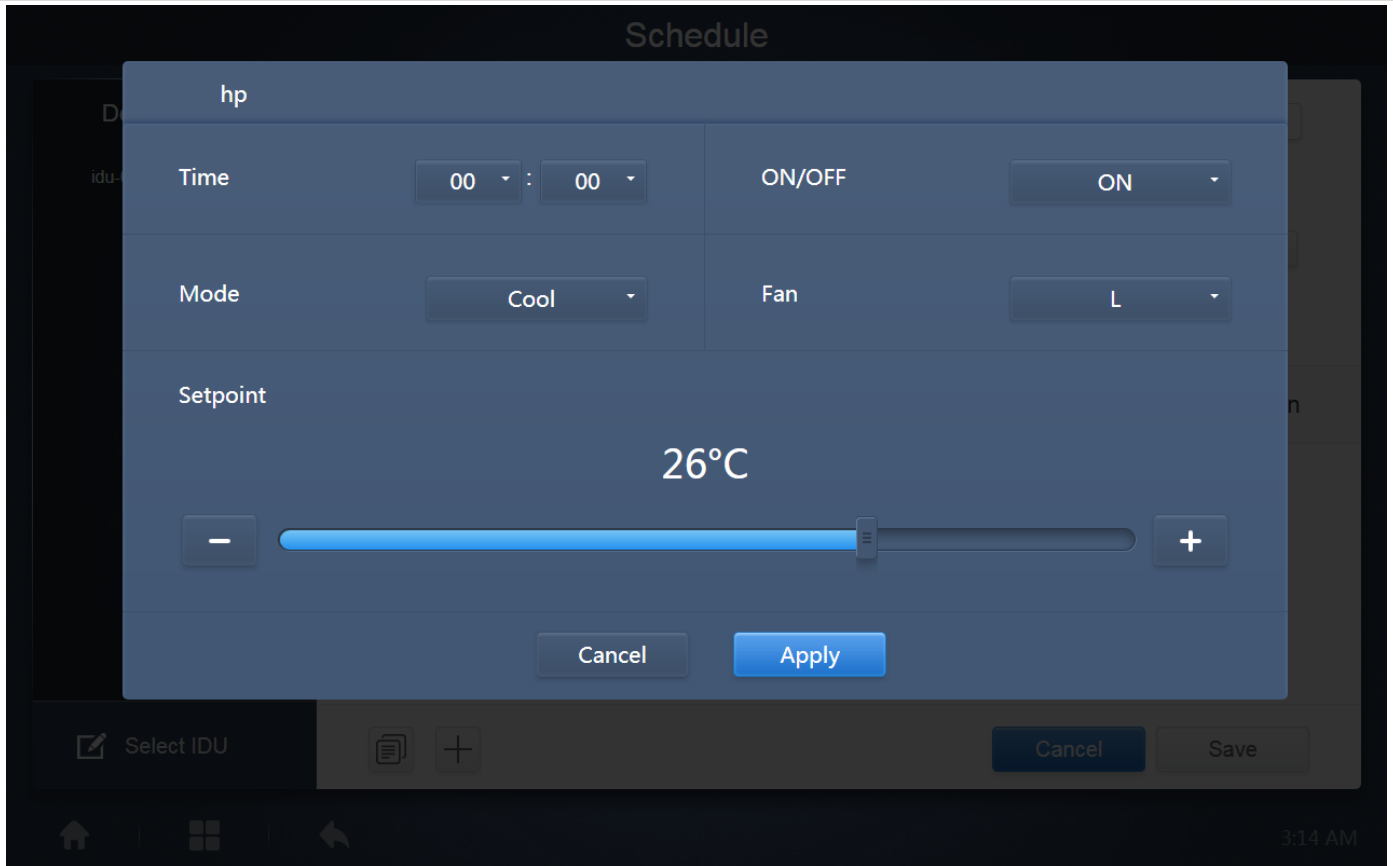 Schedule
hp
Time 00 : 00 ON/OFF ON
idu-
Mode Cool Fan L
Setpoint
26°C
Cancel Apply
Select IDU Cancel Save
3:14 AM